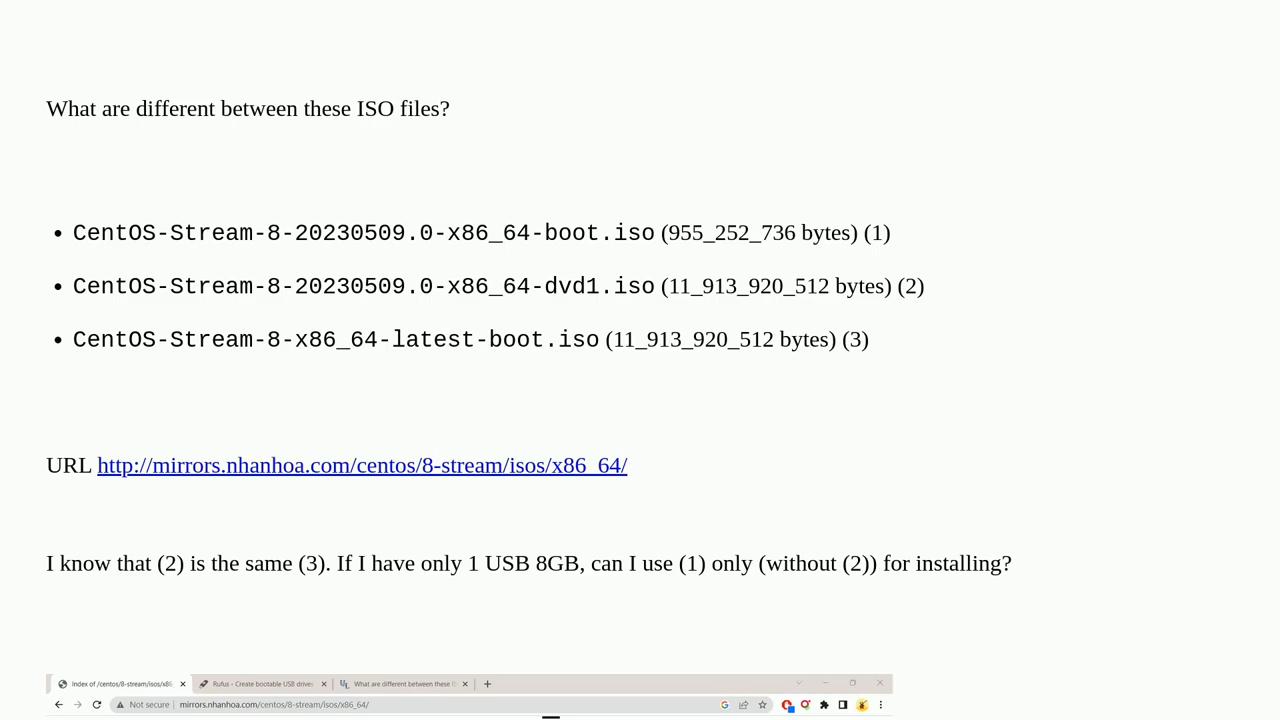 What are different between these ISO files?
• CentOS-Stream-8-20230509.0-x86_64-boot.iso (955_252_736 bytes) (1)
• CentOS-Stream-8-20230509.0-x86_64-dvd1.iso (11_913_920_512 bytes) (2)
• CentOS-Stream-8-x86_64-latest-boot.iso (11_913_920_512 bytes) (3)
URL http://mirrors.nhanhoa.com/centos/8-stream/isos/x86_64/
I know that (2) is the same (3). If I have only 1 USB 8GB, can I use (1) only (without (2)) for installing?
Index of /centos/8-stream/isos/x86 Rufus - Create bootable USB drives What are different between these I
Not secure mirrors.nhanhoa.com/centos/8-stream/isos/x86_64/